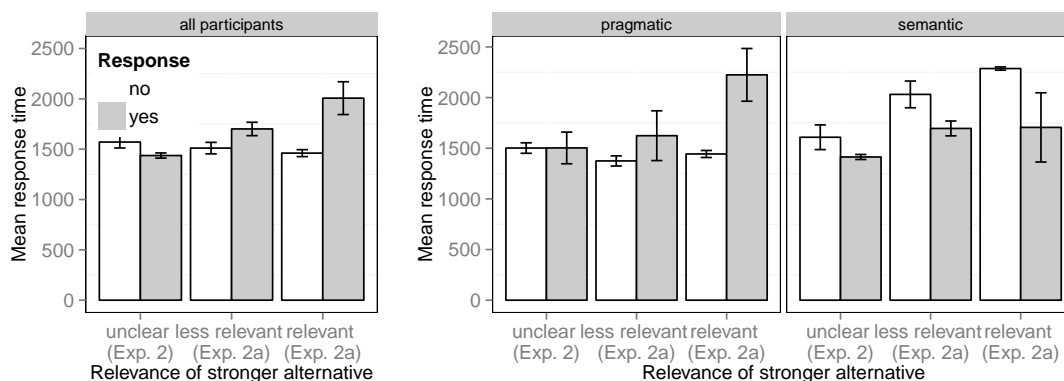 all participants
Mean response time
2500
2000
1500
1000
500
0
Response
no
yes
unclear less relevant relevant
(Exp. 2) (Exp. 2a) (Exp. 2a)
Relevance of stronger alternative
pragmatic
semantic
Mean response time
2500
2000
1500
1000
500
0
unclear less relevant relevant
(Exp. 2) (Exp. 2a) (Exp. 2a)
unclear less relevant relevant
(Exp. 2) (Exp. 2a) (Exp. 2a)
Relevance of stronger alternative